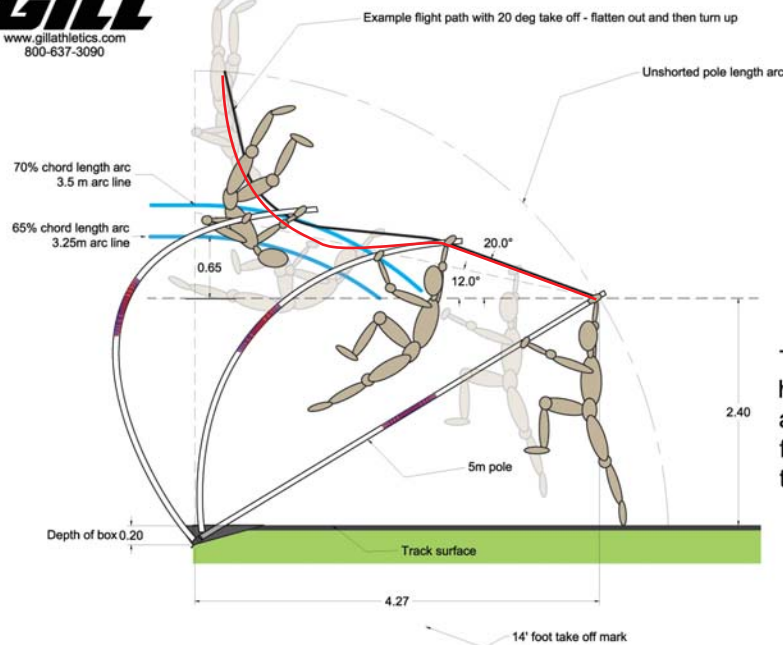 GILL
www.gillathletics.com
800-637-3090
Example flight path with 20 deg take off - flatten out and then turn up
Unshorted pole length arc
70% chord length arc
3.5 m arc line
65% chord length arc
3.25m arc line
0.65
20.0°
12.0°
2.40
5m pole
Depth of box 0.20
Track surface
4.27
14' foot take off mark